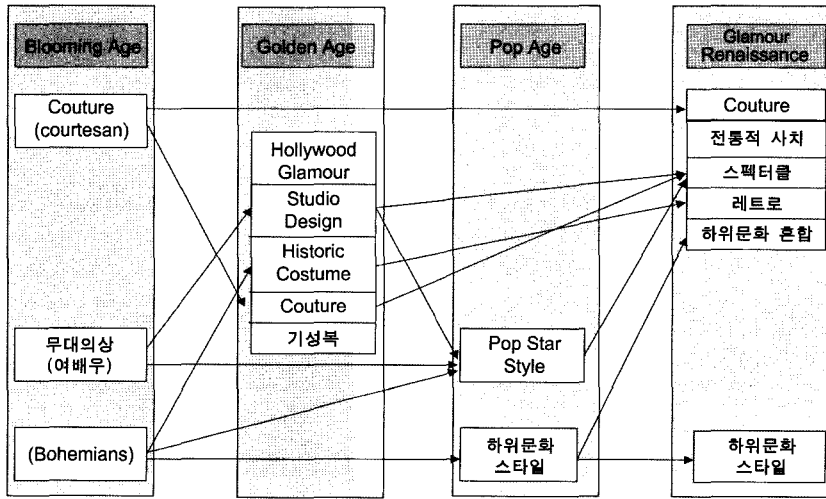 Blooming Age
Couture
(courtesan)
무대의상
(여배우)
(Bohemians)
Golden Age
Hollywood
Glamour
Studio
Design
Historic
Costume
Couture
기성복
Pop Age
Pop Star
Style
하위문화
스타일
Glamour
Renaissance
Couture
전통적 사치
스펙터클
레트로
하위문화 혼합
하위문화
스타일